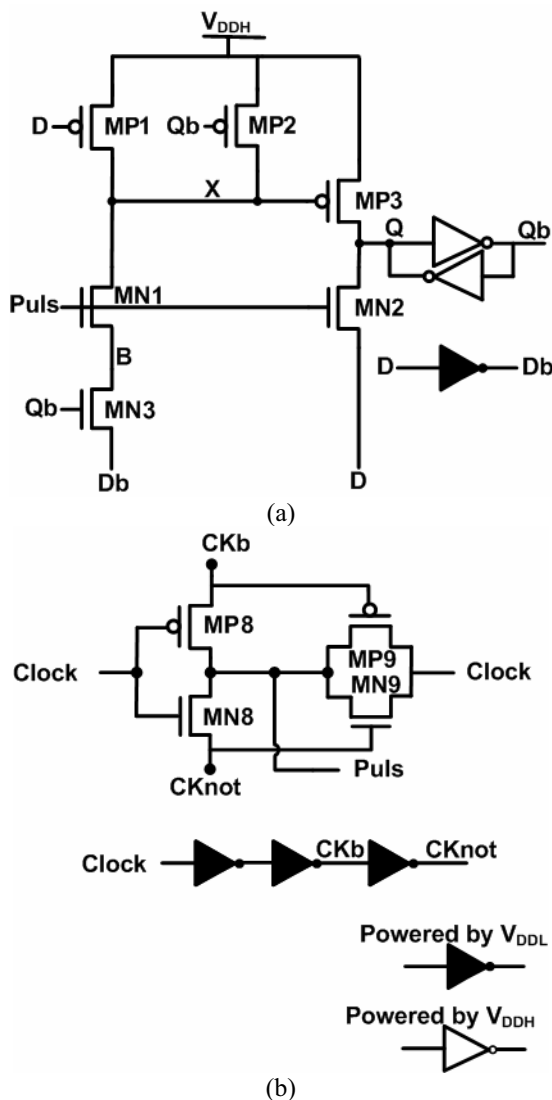 VDDH
D
MP1
Qb
MP2
X
MP3
Q
Qb
Puls
MN1
MN2
B
D
Db
Qb
MN3
Db
D
(a)
CKb
MP8
Clock
MP9
MN9
Clock
MN8
CKnot
Puls
Clock
CKb
CKnot
Powered by VDDL
Powered by VDDH
(b)